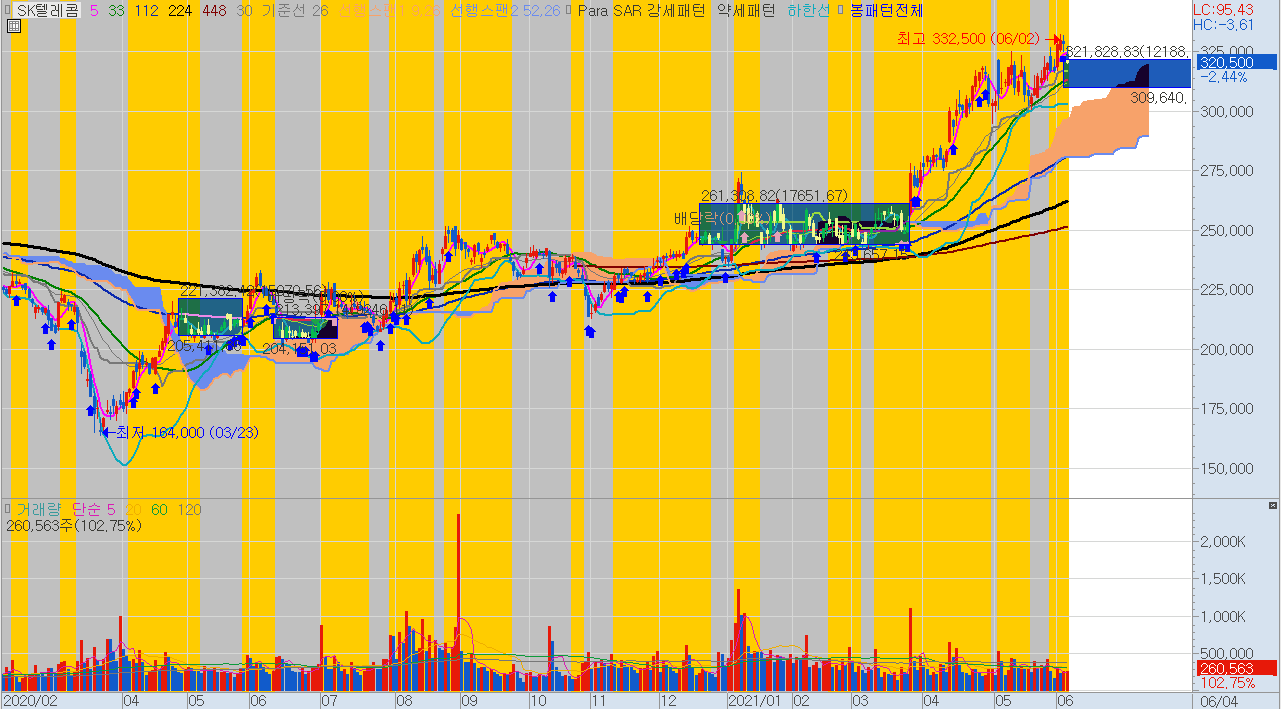 SK텔레콤 5 33 112 224 448 30 기준선 26 선행스팬1 9,26 선행스팬2 52,26 Para SAR 강세패턴 약세패턴 하한선 봉패턴전체
LC:95.43
HC:-3.61
최고 332,500 (06/02)
325,000
320,500
-2.44%
309,640.
300,000
275,000
261,308.82(17651.67)
배당락
250,000
225,000
205,411.
204,151.03
200,000
175,000
최저 164,000 (03/23)
150,000
거래량 단순 5 20 60 120
260,563주(102.75%)
2,000K
1,500K
1,000K
500,000
260,563
102.75%
2020/02 04 05 06 07 08 09 10 11 12 2021/01 02 03 04 05 06 06/04